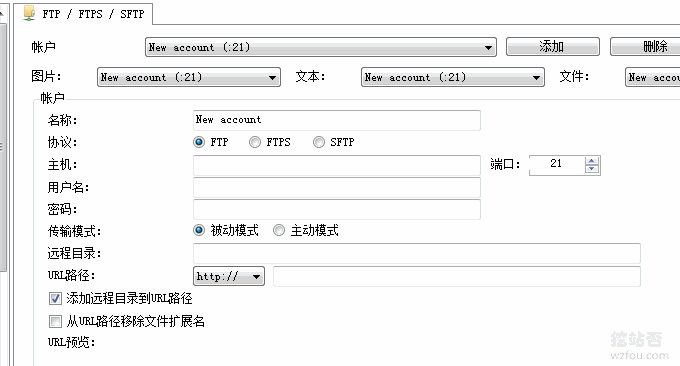 FTP / FTPS / SFTP
帐户 New account (:21) 添加 删除
图片: New account (:21) 文本: New account (:21) 文件: New acco
帐户
名称: New account
协议: FTP FTPS SFTP
主机: 端口: 21
用户名:
密码:
传输模式: 被动模式 主动模式
远程目录:
URL路径: http://
添加远程目录到URL路径
从URL路径移除文件扩展名
URL预览:
挖站否
wzfou.com